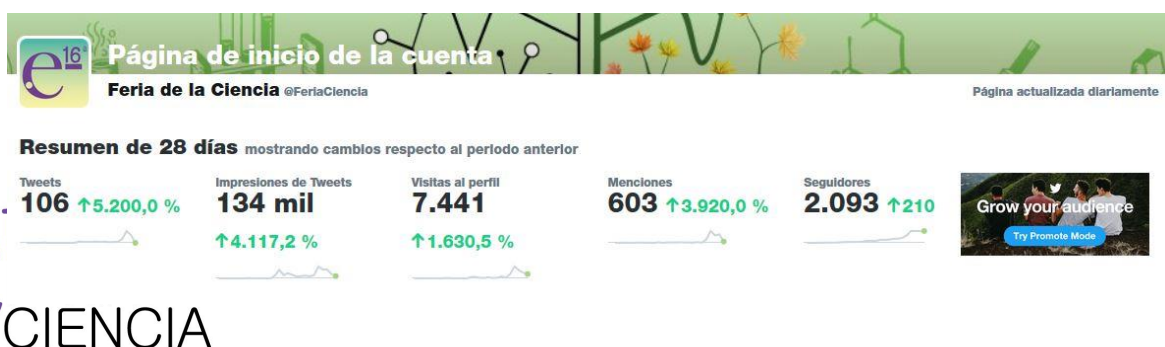 e 16ª
Página de inicio de la cuenta
Feria de la Ciencia @FeriaCiencia
Página actualizada diariamente
Resumen de 28 días mostrando cambios respecto al periodo anterior
Tweets
106 ↑5.200,0 %
Impresiones de Tweets
134 mil
↑4.117,2 %
Visitas al perfil
7.441
↑1.630,5 %
Menciones
603 ↑3.920,0 %
Seguidores
2.093 ↑210
Grow your audience
Try Promote Mode
CIENCIA